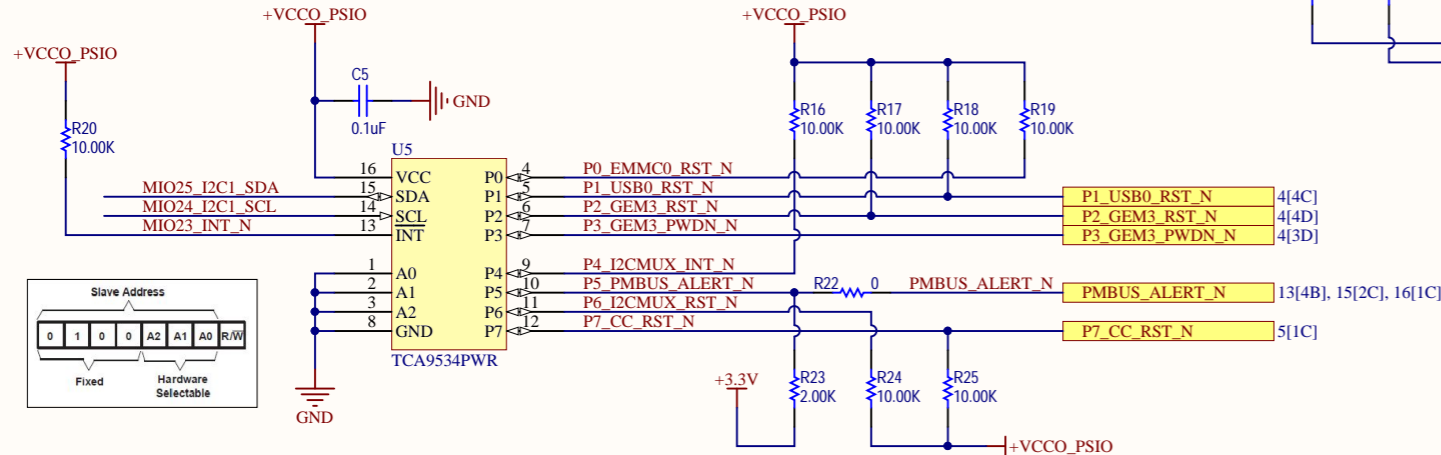 +VCCO_PSIO
+VCCO_PSIO
+VCCO_PSIO
C5
0.1uF
GND
R20
10.00K
R16
10.00K
R17
10.00K
R18
10.00K
R19
10.00K
U5
16 VCC P0 4 P0_EMMC0_RST_N
MIO25_I2C1_SDA 15 SDA P1 5 P1_USB0_RST_N P1_USB0_RST_N 4[4C]
MIO24_I2C1_SCL 14 SCL P2 6 P2_GEM3_RST_N P2_GEM3_RST_N 4[4D]
MIO23_INT_N 13 INT P3 7 P3_GEM3_PWDN_N P3_GEM3_PWDN_N 4[3D]
1 A0 P4 9 P4_I2CMUX_INT_N
2 A1 P5 10 P5_PMBUS_ALERT_N R22 0 PMBUS_ALERT_N PMBUS_ALERT_N 13[4B], 15[2C], 16[1C]
3 A2 P6 11 P6_I2CMUX_RST_N
8 GND P7 12 P7_CC_RST_N P7_CC_RST_N 5[1C]
TCA9534PWR
Slave Address
0 1 0 0 A2 A1 A0 R/W
Fixed
Hardware
Selectable
GND
+3.3V
R23
2.00K
R24
10.00K
R25
10.00K
+VCCO_PSIO